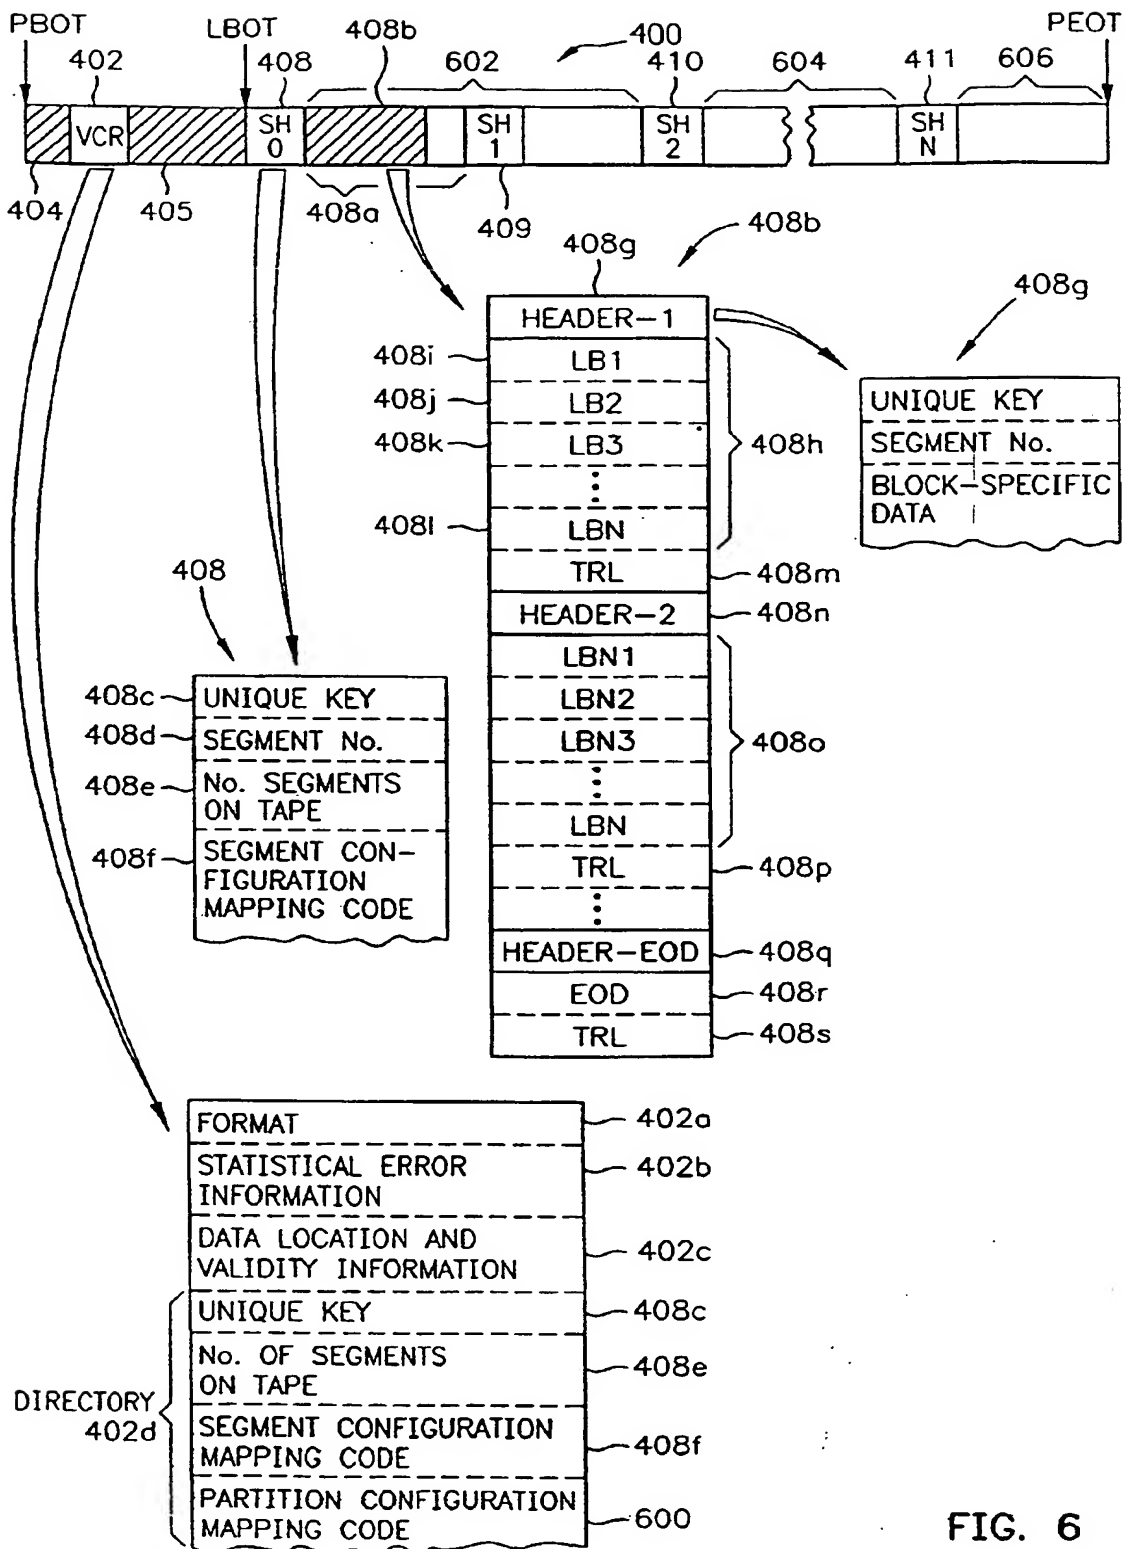 PBOT LBOT 408b 400 PEOT
402 408 602 410 604 411 606
VCR SH 0 SH 1 SH 2 SH N
404 405 408a 409
408b
408g
408g
HEADER-1
408i LB1
408j LB2
408k LB3
408h
408l LBN
TRL 408m
HEADER-2 408n
LBN1
LBN2
LBN3
408o
LBN
TRL 408p
HEADER-EOD 408q
EOD 408r
TRL 408s
UNIQUE KEY
SEGMENT No.
BLOCK-SPECIFIC
DATA
408
408c UNIQUE KEY
408d SEGMENT No.
408e No. SEGMENTS
ON TAPE
408f SEGMENT CON-
FIGURATION
MAPPING CODE
FORMAT 402a
STATISTICAL ERROR 402b
INFORMATION
DATA LOCATION AND 402c
VALIDITY INFORMATION
UNIQUE KEY 408c
No. OF SEGMENTS 408e
ON TAPE
DIRECTORY
402d
SEGMENT CONFIGURATION 408f
MAPPING CODE
PARTITION CONFIGURATION 600
MAPPING CODE
FIG. 6